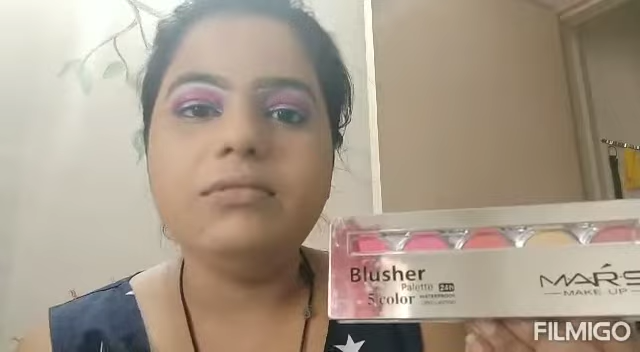 Blusher
Palette 24h
5 color WATERPROOF
MARS
MAKE UP
FILMIGO